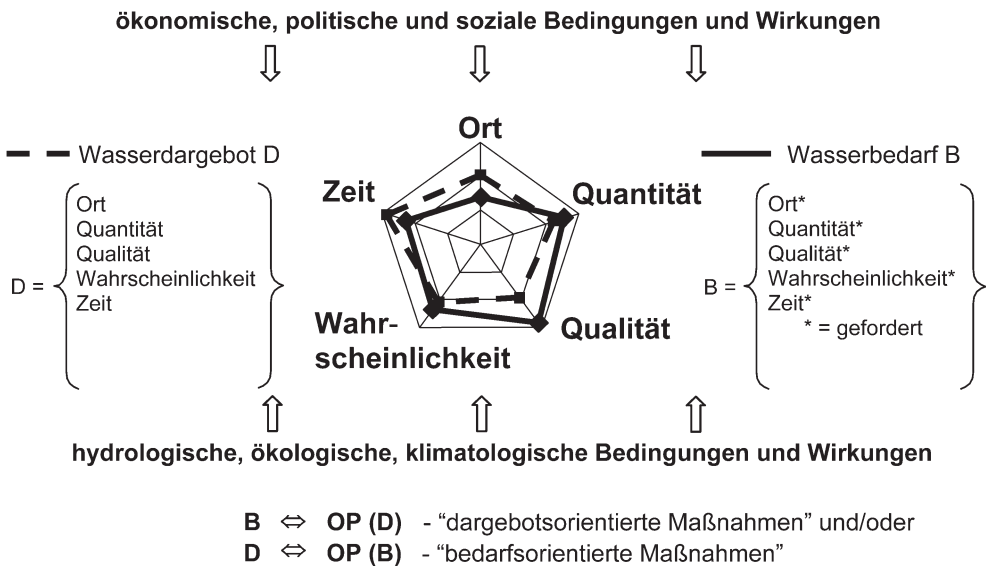 ökonomische, politische und soziale Bedingungen und Wirkungen
Wasserdargebot D
D =
Ort
Quantität
Qualität
Wahrscheinlichkeit
Zeit
Ort
Zeit
Quantität
Wahr-
scheinlichkeit
Qualität
Wasserbedarf B
B =
Ort*
Quantität*
Qualität*
Wahrscheinlichkeit*
Zeit*
* = gefordert
hydrologische, ökologische, klimatologische Bedingungen und Wirkungen
B ⇔ OP (D) - “dargebotsorientierte Maßnahmen” und/oder
D ⇔ OP (B) - “bedarfsorientierte Maßnahmen”